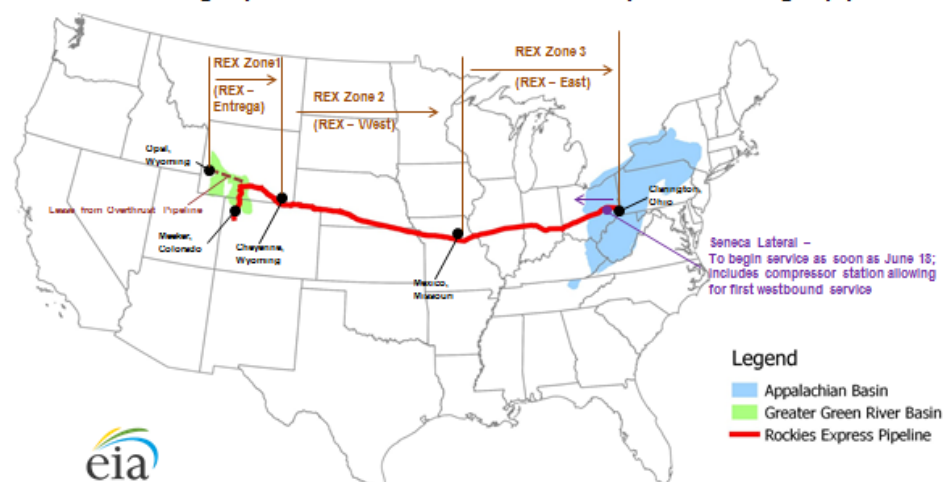 REX Zone1
(REX –
Entrega)
REX Zone 2
(REX – West)
REX Zone 3
(REX – East)
Opal,
Wyoming
Lease from Overthrust Pipeline
Meeker,
Colorado
Cheyenne,
Wyoming
Mexico,
Missouri
Clarington,
Ohio
Seneca Lateral –
To begin service as soon as June 18;
includes compressor station allowing
for first westbound service
Legend
Appalachian Basin
Greater Green River Basin
Rockies Express Pipeline
eia